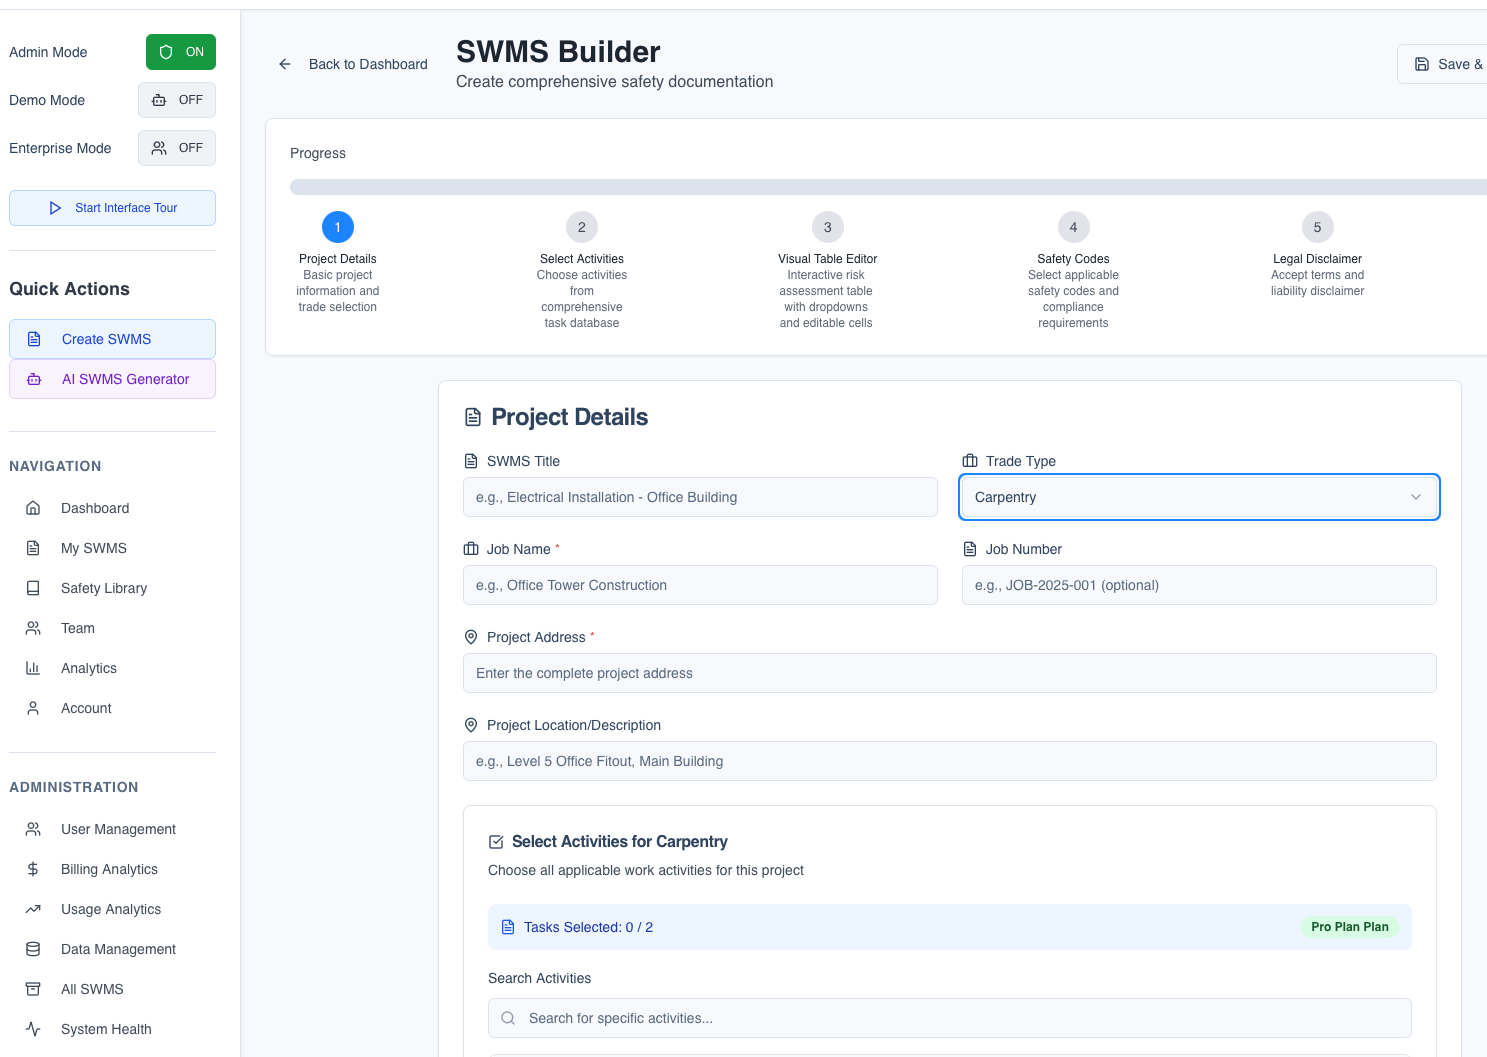 Admin Mode
ON
Demo Mode
OFF
Enterprise Mode
OFF
Start Interface Tour
Quick Actions
Create SWMS
AI SWMS Generator
NAVIGATION
Dashboard
My SWMS
Safety Library
Team
Analytics
Account
ADMINISTRATION
User Management
Billing Analytics
Usage Analytics
Data Management
All SWMS
System Health
Back to Dashboard
SWMS Builder
Create comprehensive safety documentation
Save &
Progress
1
Project Details
Basic project
information and
trade selection
2
Select Activities
Choose activities
from
comprehensive
task database
3
Visual Table Editor
Interactive risk
assessment table
with dropdowns
and editable cells
4
Safety Codes
Select applicable
safety codes and
compliance
requirements
5
Legal Disclaimer
Accept terms and
liability disclaimer
Project Details
SWMS Title
e.g., Electrical Installation - Office Building
Trade Type
Carpentry
Job Name *
e.g., Office Tower Construction
Job Number
e.g., JOB-2025-001 (optional)
Project Address *
Enter the complete project address
Project Location/Description
e.g., Level 5 Office Fitout, Main Building
Select Activities for Carpentry
Choose all applicable work activities for this project
Tasks Selected: 0 / 2
Pro Plan Plan
Search Activities
Search for specific activities...